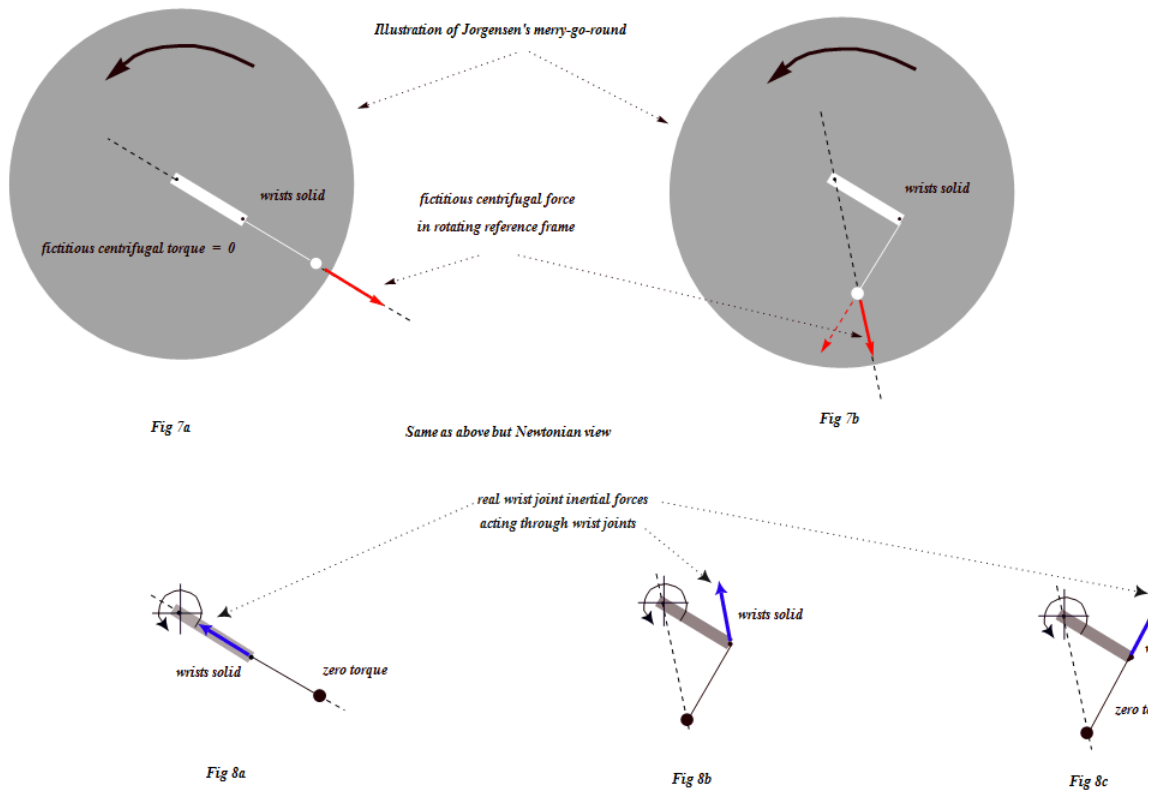 Illustration of Jorgensen's merry-go-round
wrists solid
wrists solid
fictitious centrifugal force
in rotating reference frame
fictitious centrifugal torque = 0
Fig 7a
Fig 7b
Same as above but Newtonian view
real wrist joint inertial forces
acting through wrist joints
wrists solid
wrists solid
zero torque
zero
Fig 8a
Fig 8b
Fig 8c